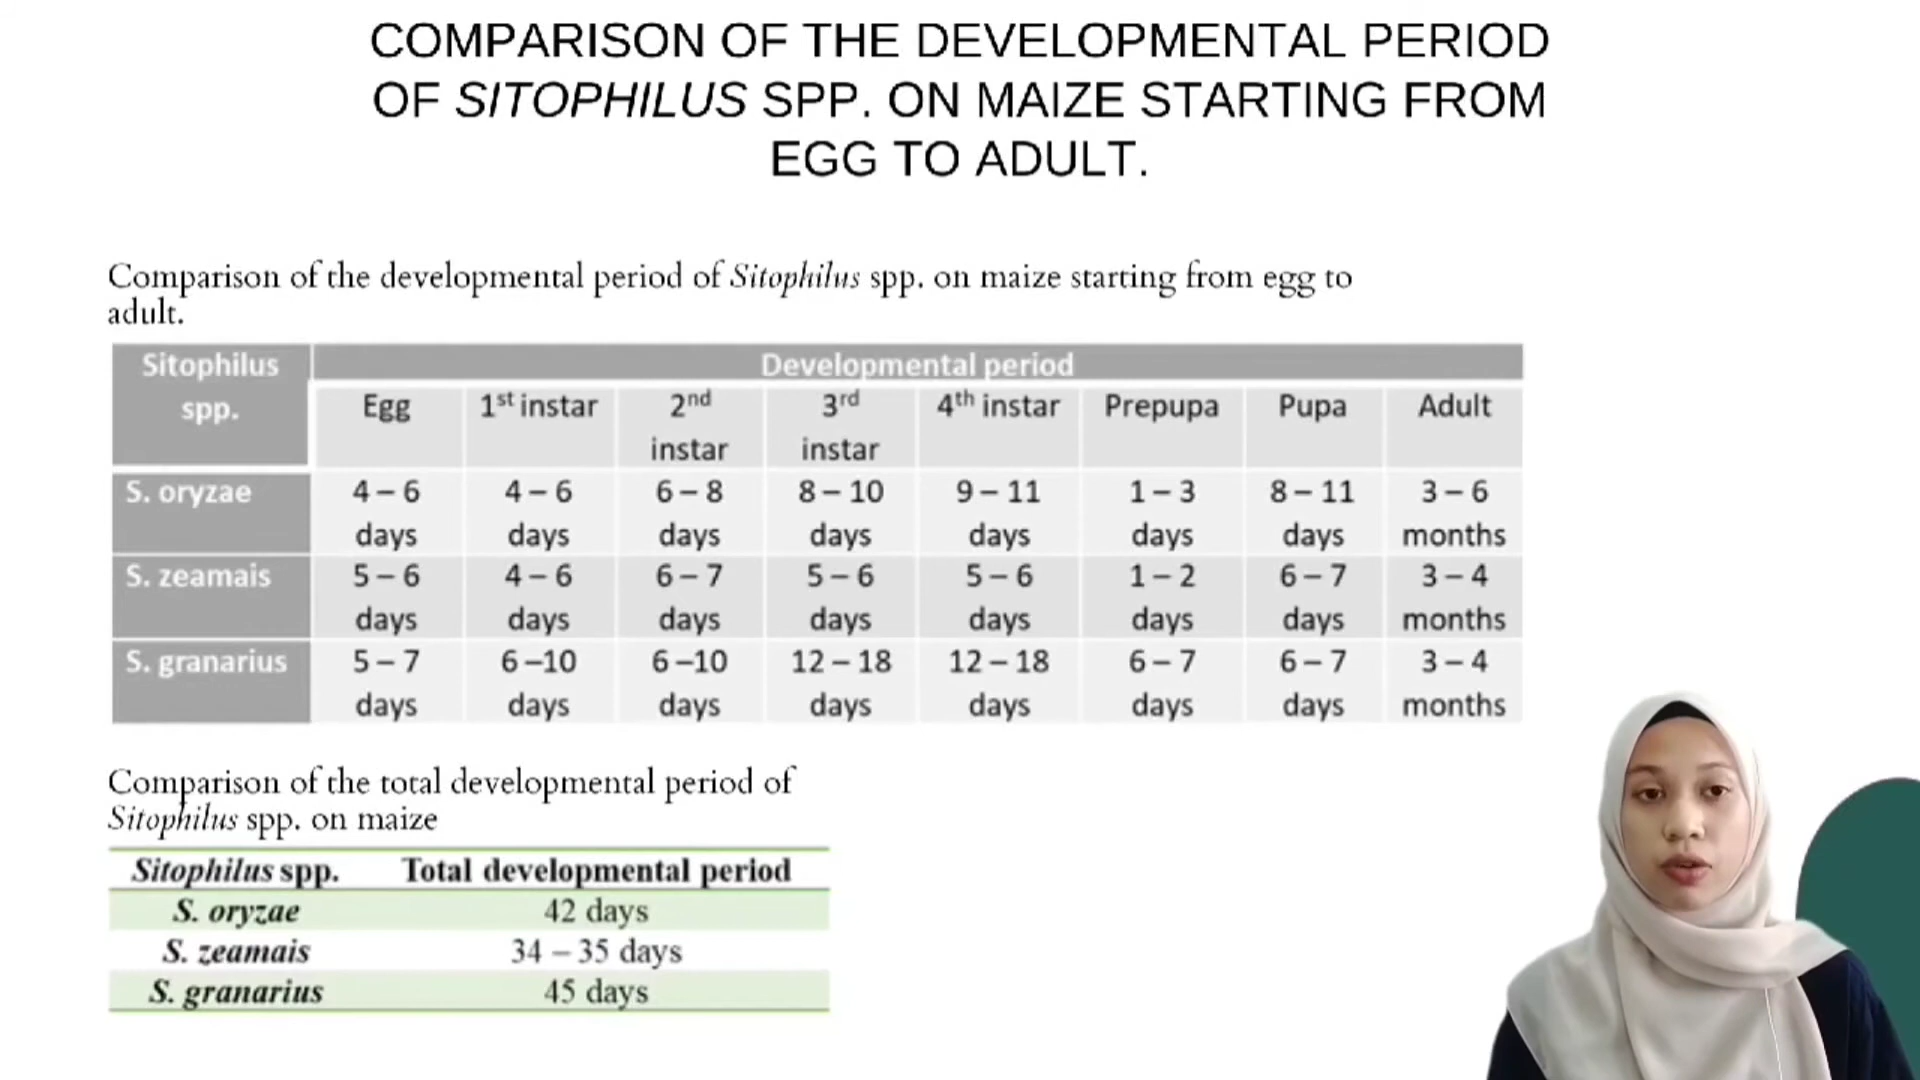 COMPARISON OF THE DEVELOPMENTAL PERIOD
OF SITOPHILUS SPP. ON MAIZE STARTING FROM
EGG TO ADULT.
Comparison of the developmental period of Sitophilus spp. on maize starting from egg to
adult.
Sitophilus spp. Developmental period
Egg 1st instar 2nd instar 3rd instar 4th instar Prepupa Pupa Adult
S. oryzae 4 – 6 days 4 – 6 days 6 – 8 days 8 – 10 days 9 – 11 days 1 – 3 days 8 – 11 days 3 – 6 months
S. zeamais 5 – 6 days 4 – 6 days 6 – 7 days 5 – 6 days 5 – 6 days 1 – 2 days 6 – 7 days 3 – 4 months
S. granarius 5 – 7 days 6 –10 days 6 –10 days 12 – 18 days 12 – 18 days 6 – 7 days 6 – 7 days 3 – 4 months
Comparison of the total developmental period of
Sitophilus spp. on maize
Sitophilus spp. Total developmental period
S. oryzae 42 days
S. zeamais 34 – 35 days
S. granarius 45 days